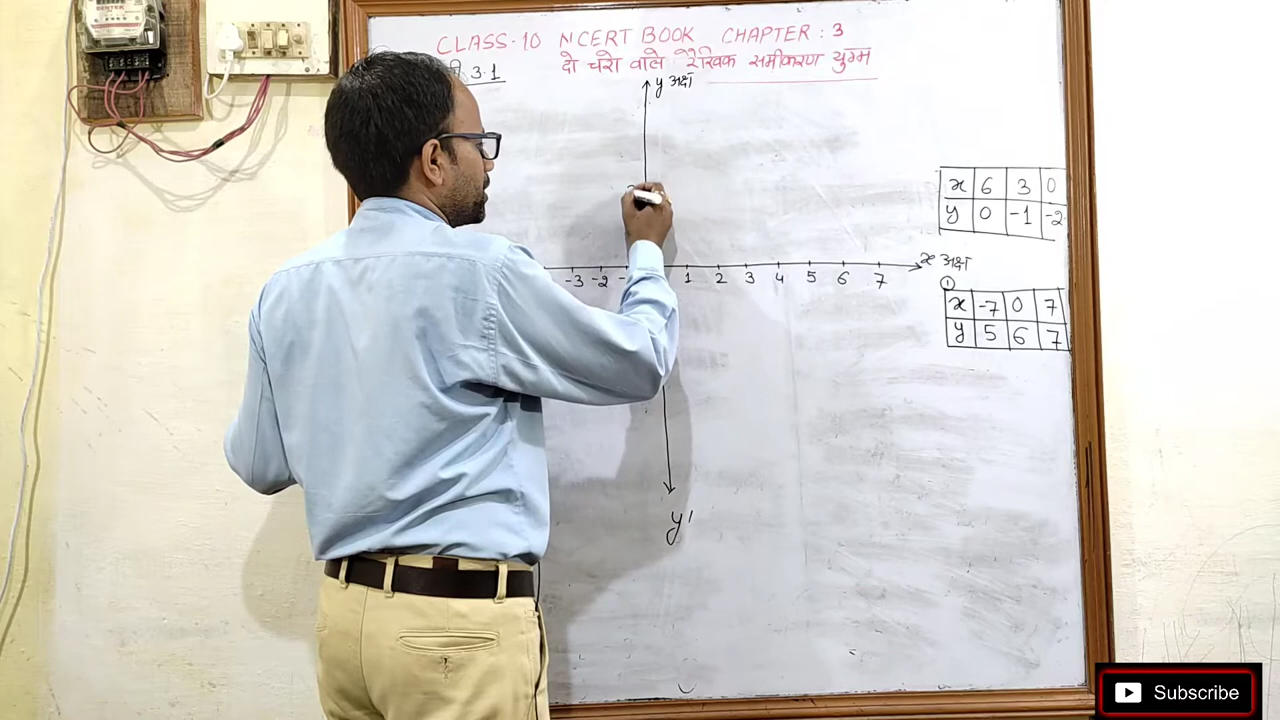 CLASS-10 NCERT BOOK CHAPTER : 3
दो चरो वाले रैखिक समीकरण युग्म
3.1
y अक्ष
x 6 3 0
y 0 -1 -2
x अक्ष
-3 -2 1 2 3 4 5 6 7
①
x -7 0 7
y 5 6 7
y'
Subscribe